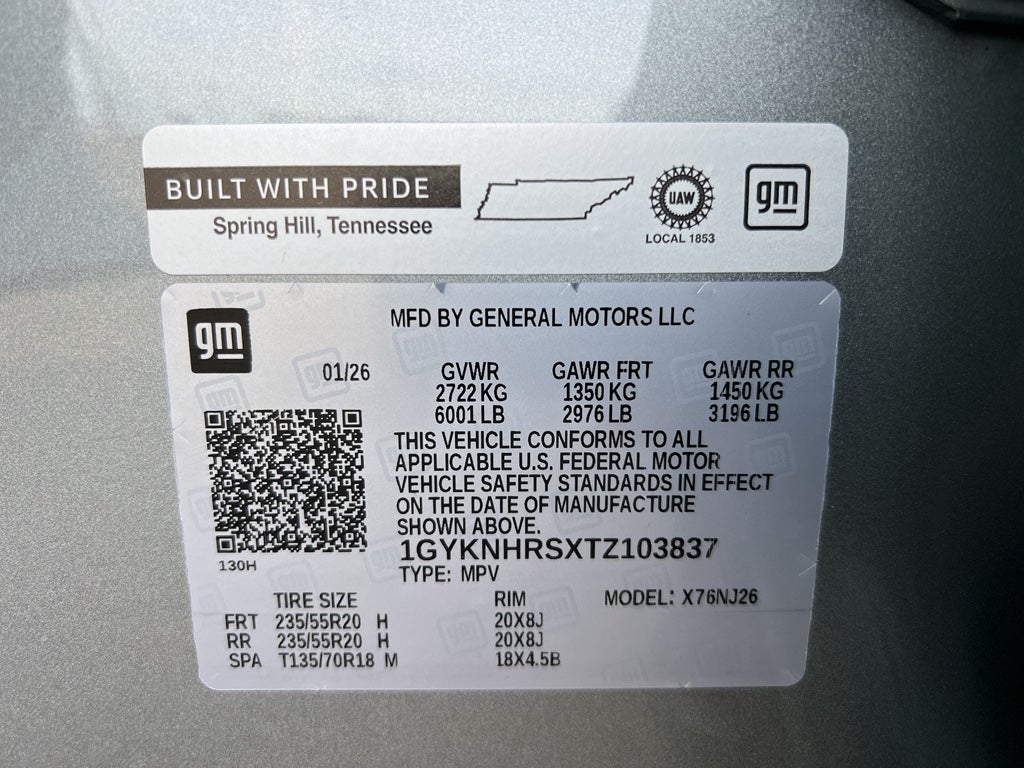 BUILT WITH PRIDE
Spring Hill, Tennessee
UAW
LOCAL 1853
gm
gm
MFD BY GENERAL MOTORS LLC
01/26
GVWR GAWR FRT GAWR RR
2722 KG 1350 KG 1450 KG
6001 LB 2976 LB 3196 LB
THIS VEHICLE CONFORMS TO ALL
APPLICABLE U.S. FEDERAL MOTOR
VEHICLE SAFETY STANDARDS IN EFFECT
ON THE DATE OF MANUFACTURE
SHOWN ABOVE.
1GYKNHRSXTZ103837
130H
TYPE: MPV
TIRE SIZE RIM MODEL: X76NJ26
FRT 235/55R20 H 20X8J
RR 235/55R20 H 20X8J
SPA T135/70R18 M 18X4.5B